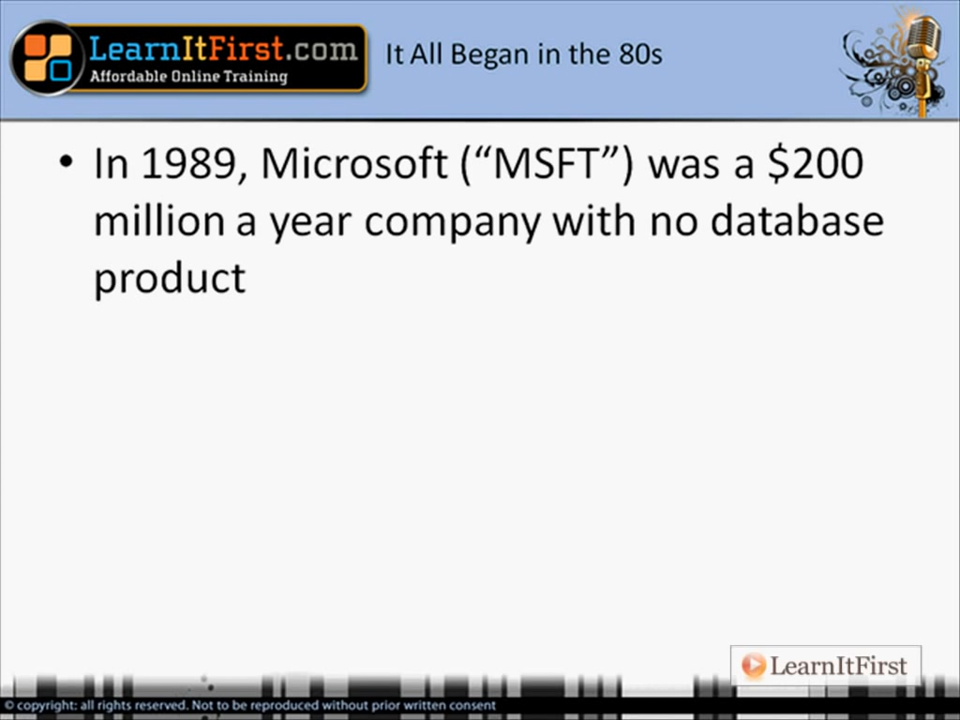 LearnItFirst.com
Affordable Online Training
It All Began in the 80s
• In 1989, Microsoft (“MSFT”) was a $200
million a year company with no database
product
LearnItFirst
© copyright: all rights reserved. Not to be reproduced without prior written consent